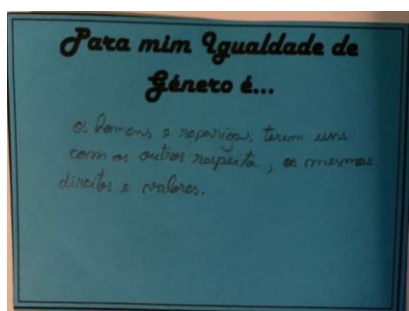 Para mim Igualdade de
Género é...
os homens e raparigas terem uns
com os outros respeito, os mesmos
direitos e valores.